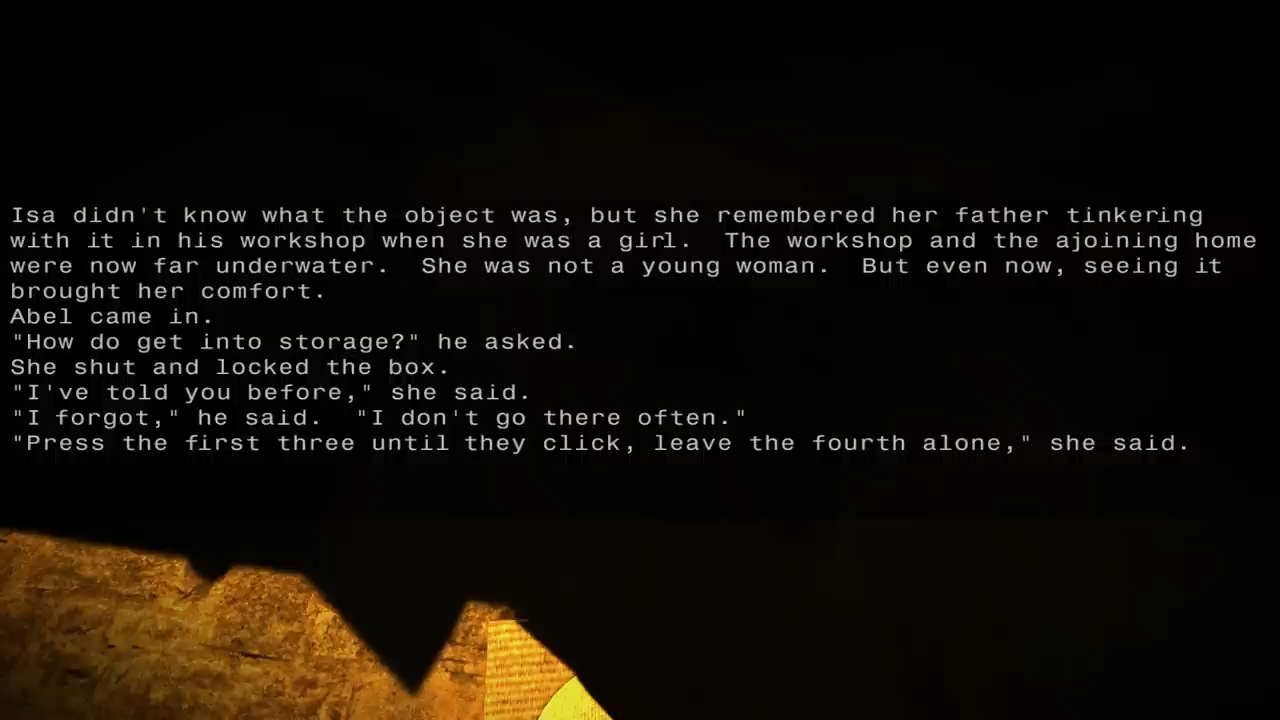 Isa didn't know what the object was, but she remembered her father tinkering
with it in his workshop when she was a girl.  The workshop and the ajoining home
were now far underwater.  She was not a young woman.  But even now, seeing it
brought her comfort.
Abel came in.
"How do get into storage?" he asked.
She shut and locked the box.
"I've told you before," she said.
"I forgot," he said.  "I don't go there often."
"Press the first three until they click, leave the fourth alone," she said.